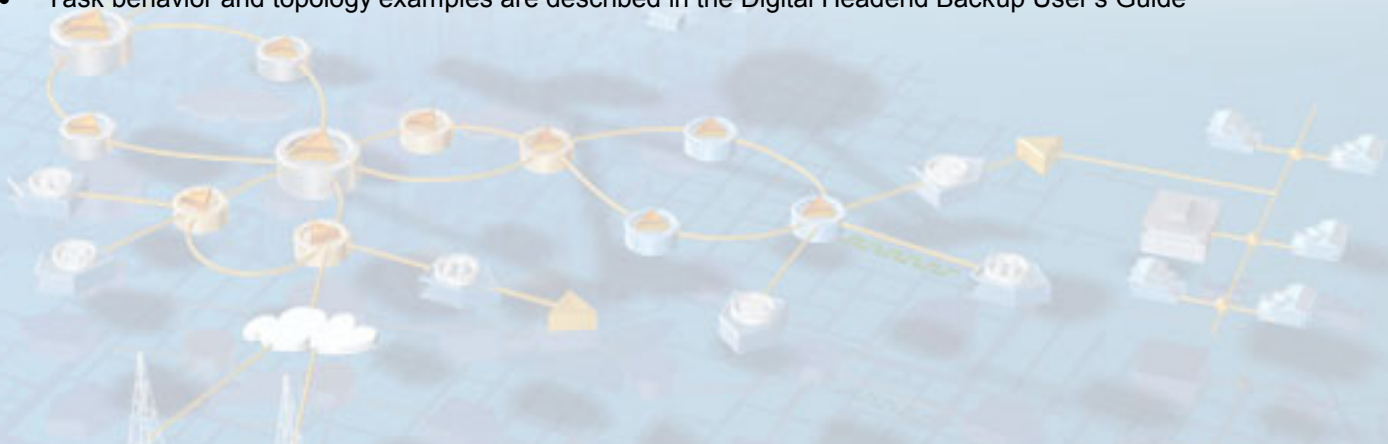 • Task behavior and topology examples are described in the Digital Headend Backup User's Guide